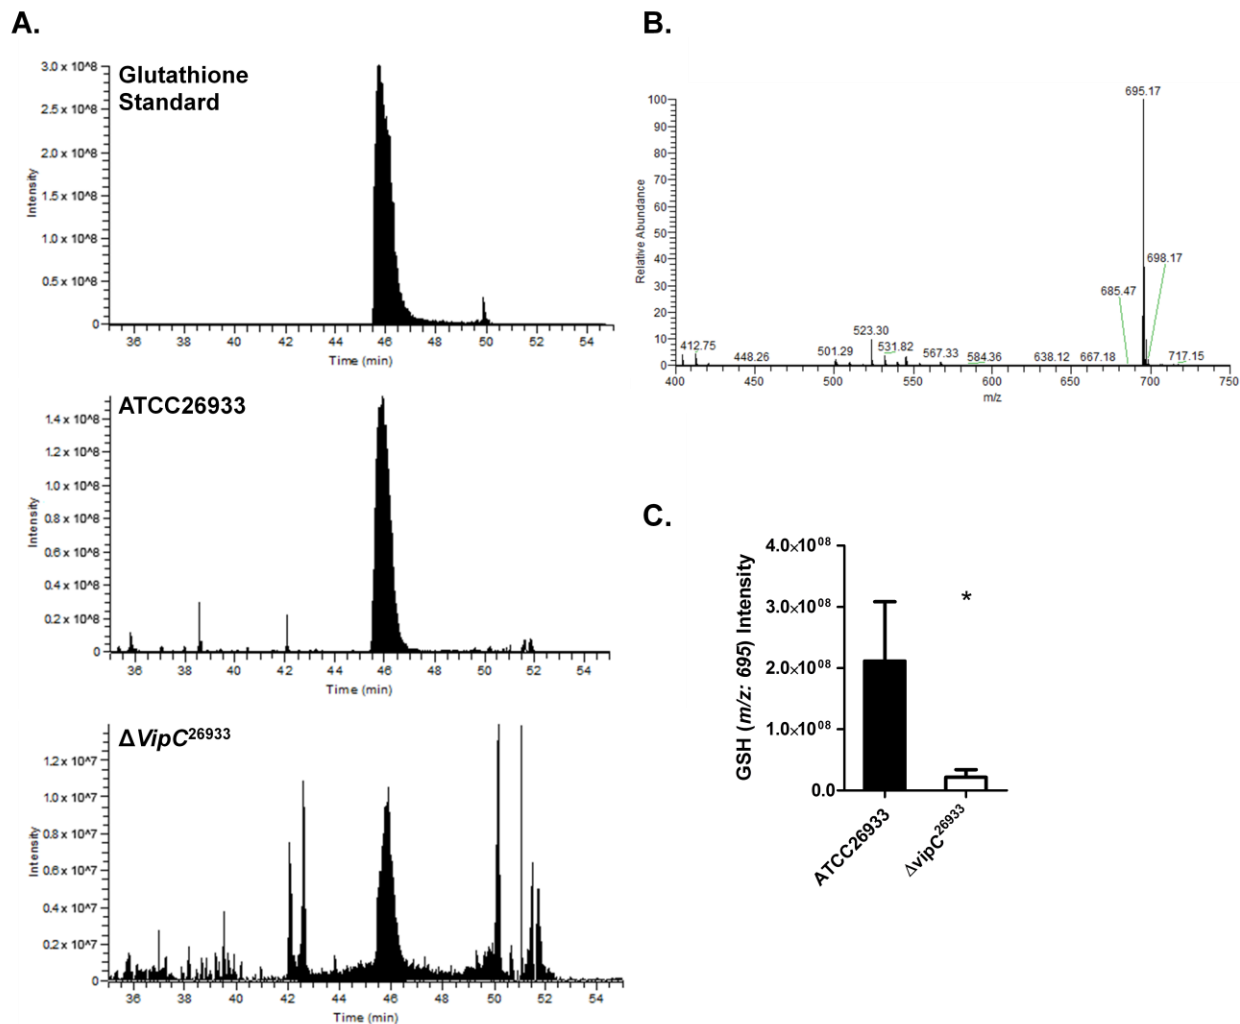 A.
Glutathione
Standard
3.0 x 10^8
2.5 x 10^8
2.0 x 10^8
1.5 x 10^8
1.0 x 10^8
0.5 x 10^8
0
Intensity
36 38 40 42 44 46 48 50 52 54
Time (min)
ATCC26933
1.4 x 10^8
1.2 x 10^8
1.0 x 10^8
0.8 x 10^8
0.6 x 10^8
0.4 x 10^8
0.2 x 10^8
0
Intensity
36 38 40 42 44 46 48 50 52 54
Time (min)
ΔVipC26933
1.2 x 10^7
1.0 x 10^7
0.8 x 10^7
0.6 x 10^7
0.4 x 10^7
0.2 x 10^7
0
Intensity
36 38 40 42 44 46 48 50 52 54
Time (min)
B.
100
90
80
70
60
50
40
30
20
10
0
Relative Abundance
695.17
698.17
685.47
523.30
412.75
448.26
501.29
531.82
567.33
584.36
638.12
667.18
717.15
400 450 500 550 600 650 700 750
m/z
C.
4.0×10⁰⁸
3.0×10⁰⁸
2.0×10⁰⁸
1.0×10⁰⁸
0.0
GSH (m/z: 695) Intensity
*
ATCC26933
ΔvipC26933